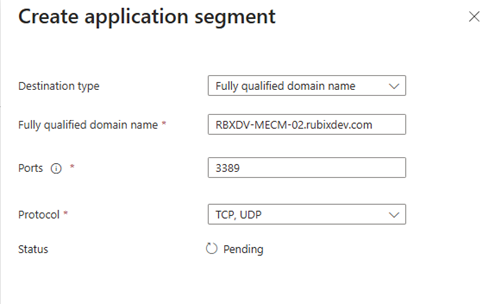 Create application segment
Destination type
Fully qualified domain name
Fully qualified domain name *
RBXDV-MECM-02.rubixdev.com
Ports *
3389
Protocol *
TCP, UDP
Status
Pending